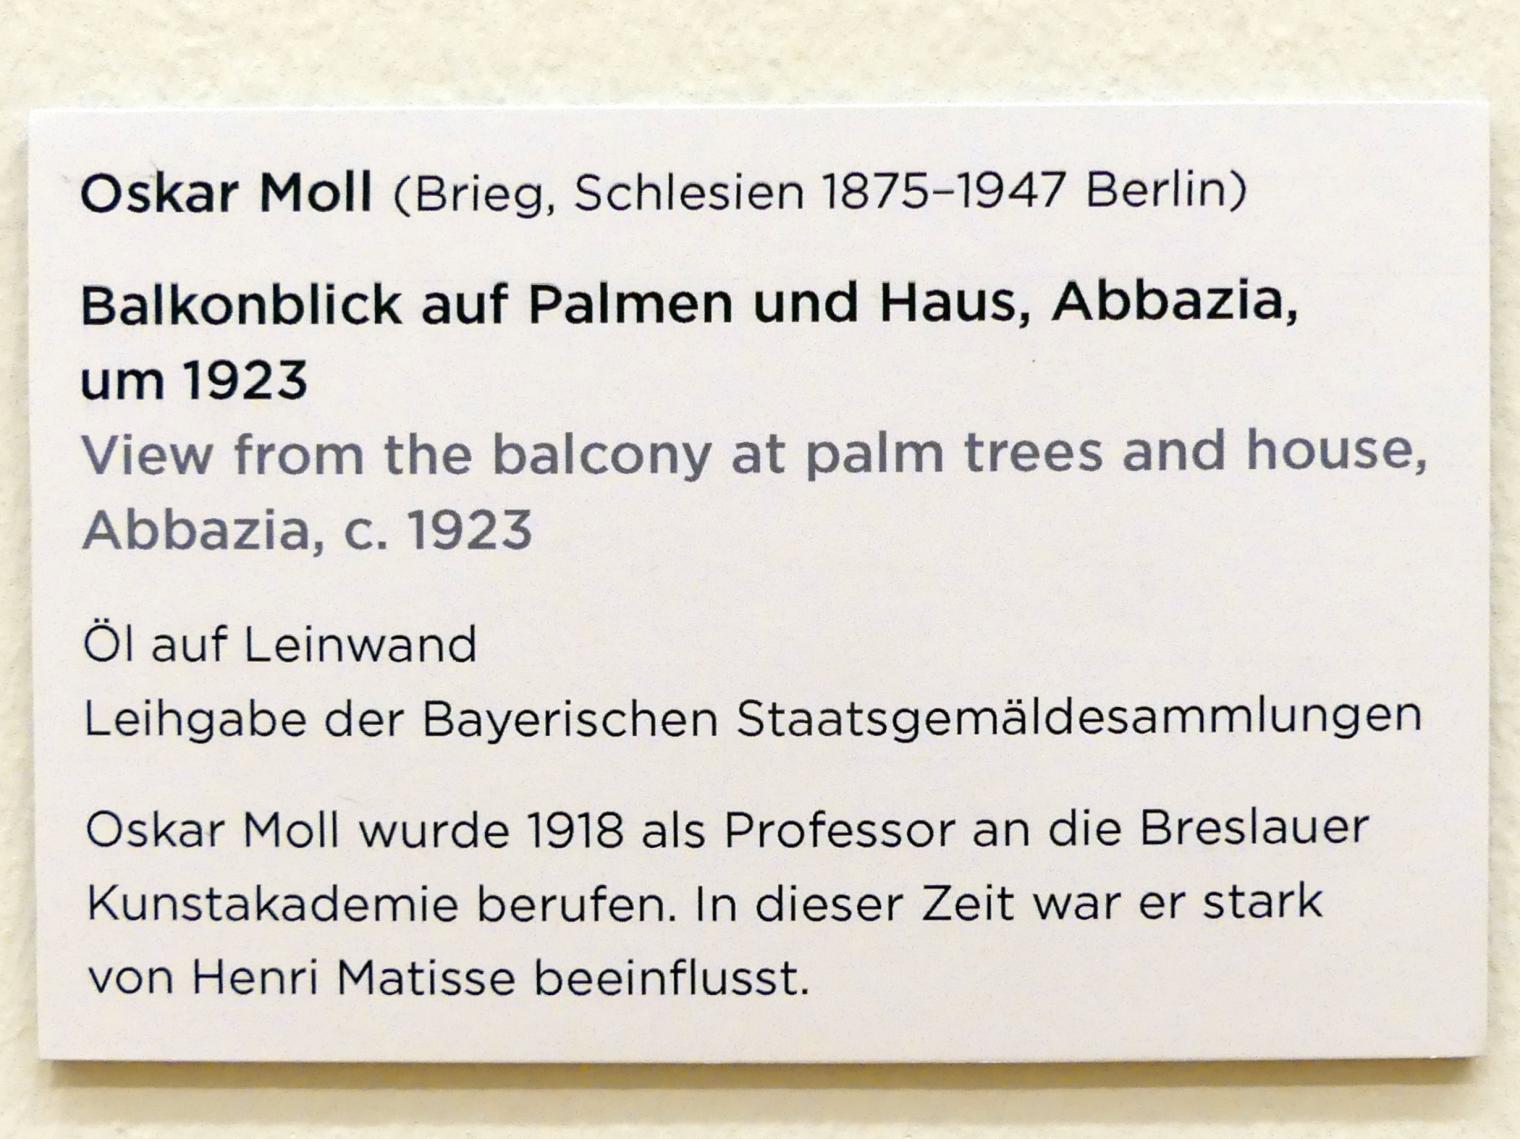 Oskar Moll (Brieg, Schlesien 1875–1947 Berlin)
Balkonblick auf Palmen und Haus, Abbazia,
um 1923
View from the balcony at palm trees and house,
Abbazia, c. 1923
Öl auf Leinwand
Leihgabe der Bayerischen Staatsgemäldesammlungen
Oskar Moll wurde 1918 als Professor an die Breslauer
Kunstakademie berufen. In dieser Zeit war er stark
von Henri Matisse beeinflusst.